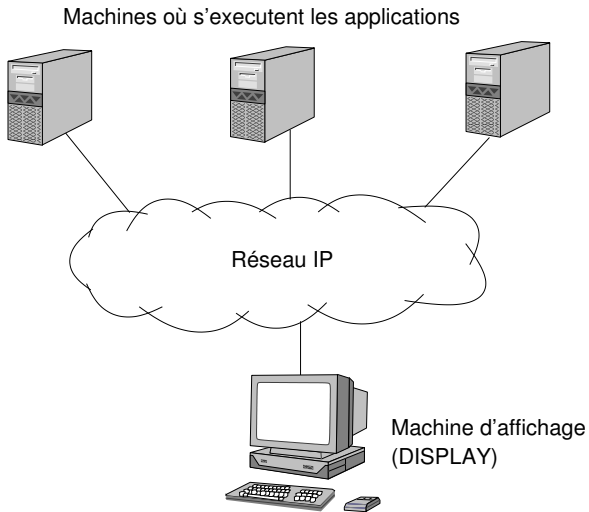 Machines où s'executent les applications
Réseau IP
Machine d'affichage
(DISPLAY)